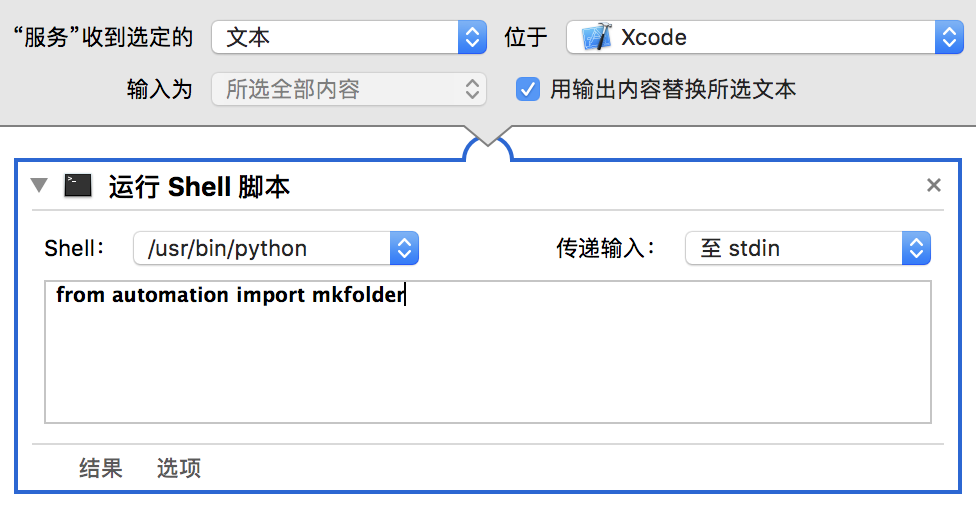 “服务”收到选定的 文本 位于 Xcode
输入为 所选全部内容 用输出内容替换所选文本
运行 Shell 脚本
Shell: /usr/bin/python 传递输入: 至 stdin
from automation import mkfolder
结果 选项